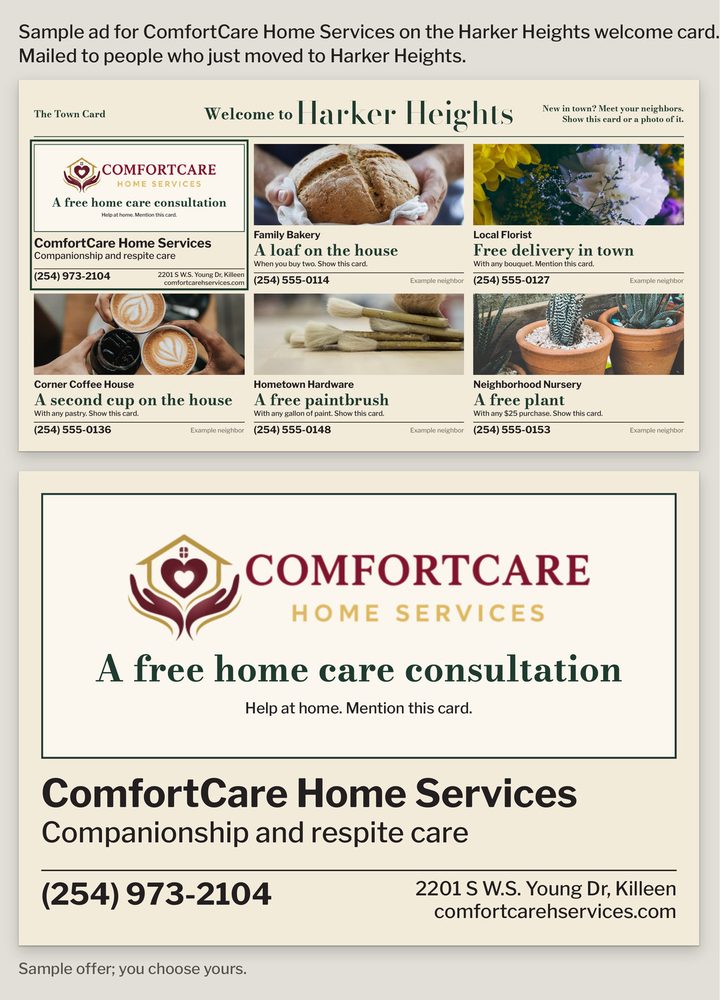 Sample ad for ComfortCare Home Services on the Harker Heights welcome card.
Mailed to people who just moved to Harker Heights.
The Town Card
Welcome to Harker Heights
New in town? Meet your neighbors.
Show this card or a photo of it.
COMFORTCARE
HOME SERVICES
A free home care consultation
Help at home. Mention this card.
ComfortCare Home Services
Companionship and respite care
(254) 973-2104
2201 S W.S. Young Dr, Killeen
comfortcarehservices.com
Family Bakery
A loaf on the house
When you buy two. Show this card.
(254) 555-0114
Example neighbor
Local Florist
Free delivery in town
With any bouquet. Mention this card.
(254) 555-0127
Example neighbor
Corner Coffee House
A second cup on the house
With any pastry. Show this card.
(254) 555-0136
Example neighbor
Hometown Hardware
A free paintbrush
With any gallon of paint. Show this card.
(254) 555-0148
Example neighbor
Neighborhood Nursery
A free plant
With any $25 purchase. Show this card.
(254) 555-0153
Example neighbor
COMFORTCARE
HOME SERVICES
A free home care consultation
Help at home. Mention this card.
ComfortCare Home Services
Companionship and respite care
(254) 973-2104
2201 S W.S. Young Dr, Killeen
comfortcarehservices.com
Sample offer; you choose yours.